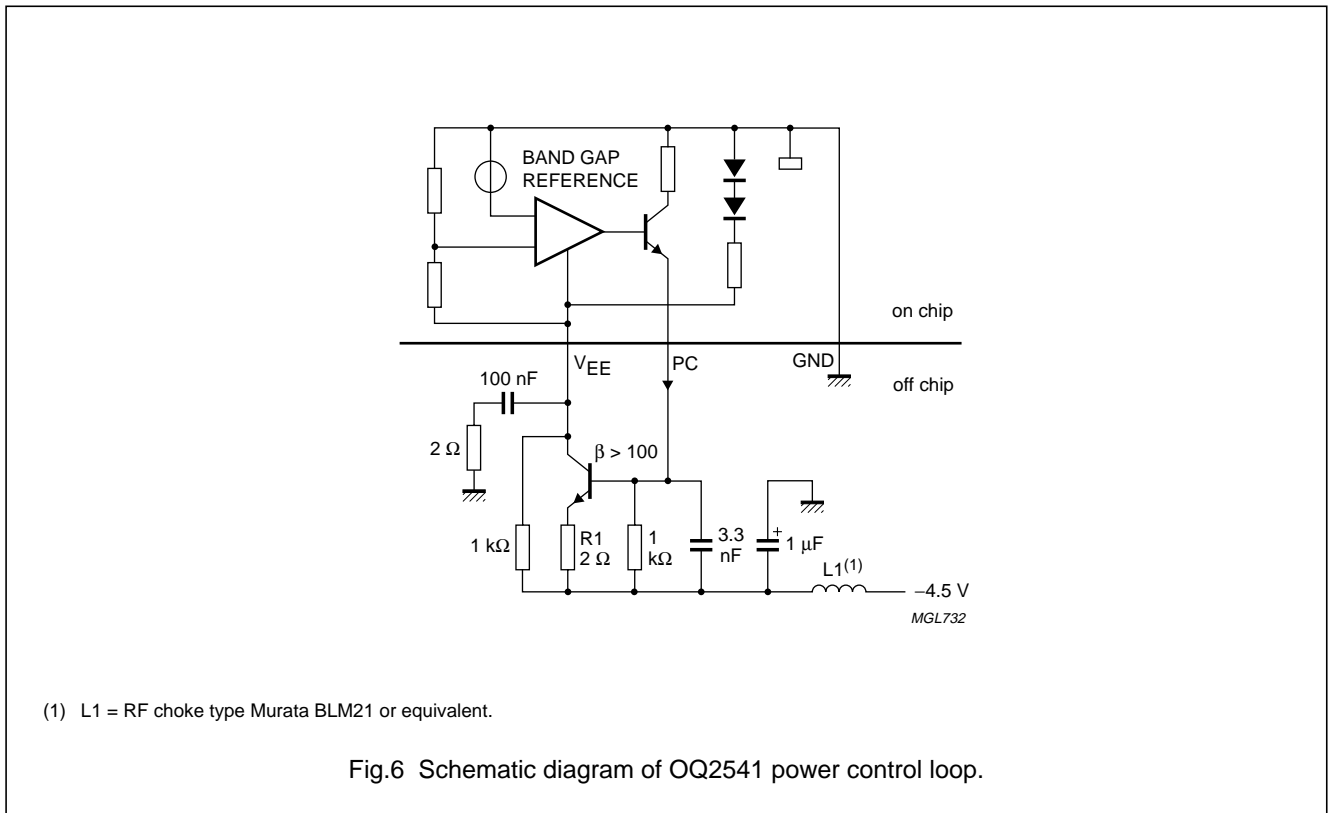 BAND GAP
REFERENCE
on chip
VEE
PC
GND
off chip
100 nF
2 Ω
β > 100
1 kΩ
R1
2 Ω
1
kΩ
3.3
nF
+
1 μF
L1(1)
−4.5 V
MGL732
(1) L1 = RF choke type Murata BLM21 or equivalent.
Fig.6 Schematic diagram of OQ2541 power control loop.